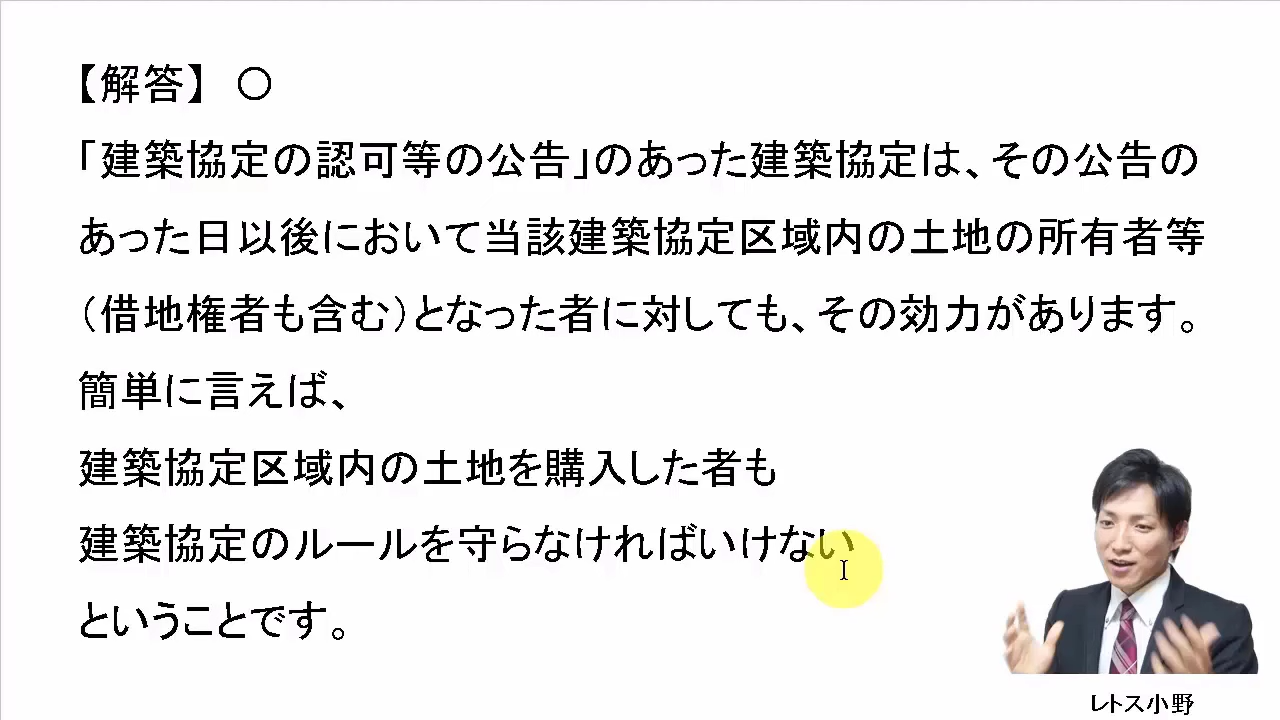 【解答】 〇
「建築協定の認可等の公告」のあった建築協定は、その公告の
あった日以後において当該建築協定区域内の土地の所有者等
（借地権者も含む）となった者に対しても、その効力があります。
簡単に言えば、
建築協定区域内の土地を購入した者も
建築協定のルールを守らなければいけない
ということです。
レトス小野